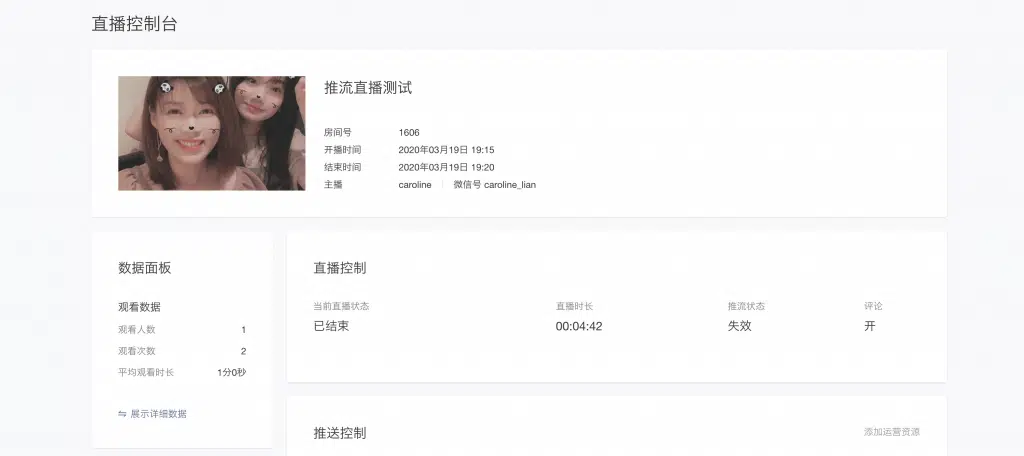 直播控制台
推流直播测试
房间号 1606
开播时间 2020年03月19日 19:15
结束时间 2020年03月19日 19:20
主播 caroline 微信号 caroline_lian
数据面板
观看数据
观看人数 1
观看次数 2
平均观看时长 1分0秒
展示详细数据
直播控制
当前直播状态 直播时长 推流状态 评论
已结束 00:04:42 失效 开
推送控制 添加运营资源